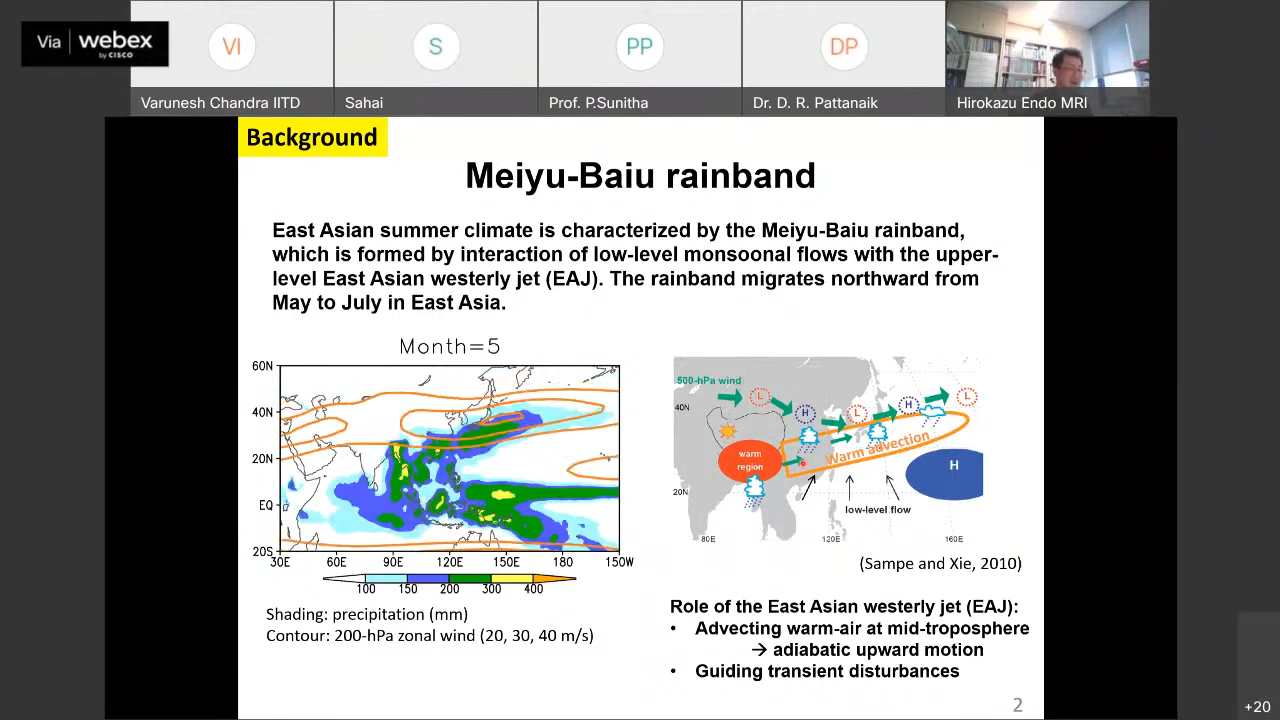 Via webex
by CISCO
VI
S
PP
DP
Varunesh Chandra IITD
Sahai
Prof. P.Sunitha
Dr. D. R. Pattanaik
Hirokazu Endo MRI
Background
Meiyu-Baiu rainband
East Asian summer climate is characterized by the Meiyu-Baiu rainband,
which is formed by interaction of low-level monsoonal flows with the upper-
level East Asian westerly jet (EAJ). The rainband migrates northward from
May to July in East Asia.
Month=5
60N
40N
20N
EQ
20S
30E 60E 90E 120E 150E 180 150W
100 150 200 300 400
Shading: precipitation (mm)
Contour: 200-hPa zonal wind (20, 30, 40 m/s)
500-hPa wind
L
H
L
H
L
40N
warm
region
Warm advection
H
20N
low-level flow
80E 120E 160E
(Sampe and Xie, 2010)
Role of the East Asian westerly jet (EAJ):
• Advecting warm-air at mid-troposphere
→ adiabatic upward motion
• Guiding transient disturbances
2
+20